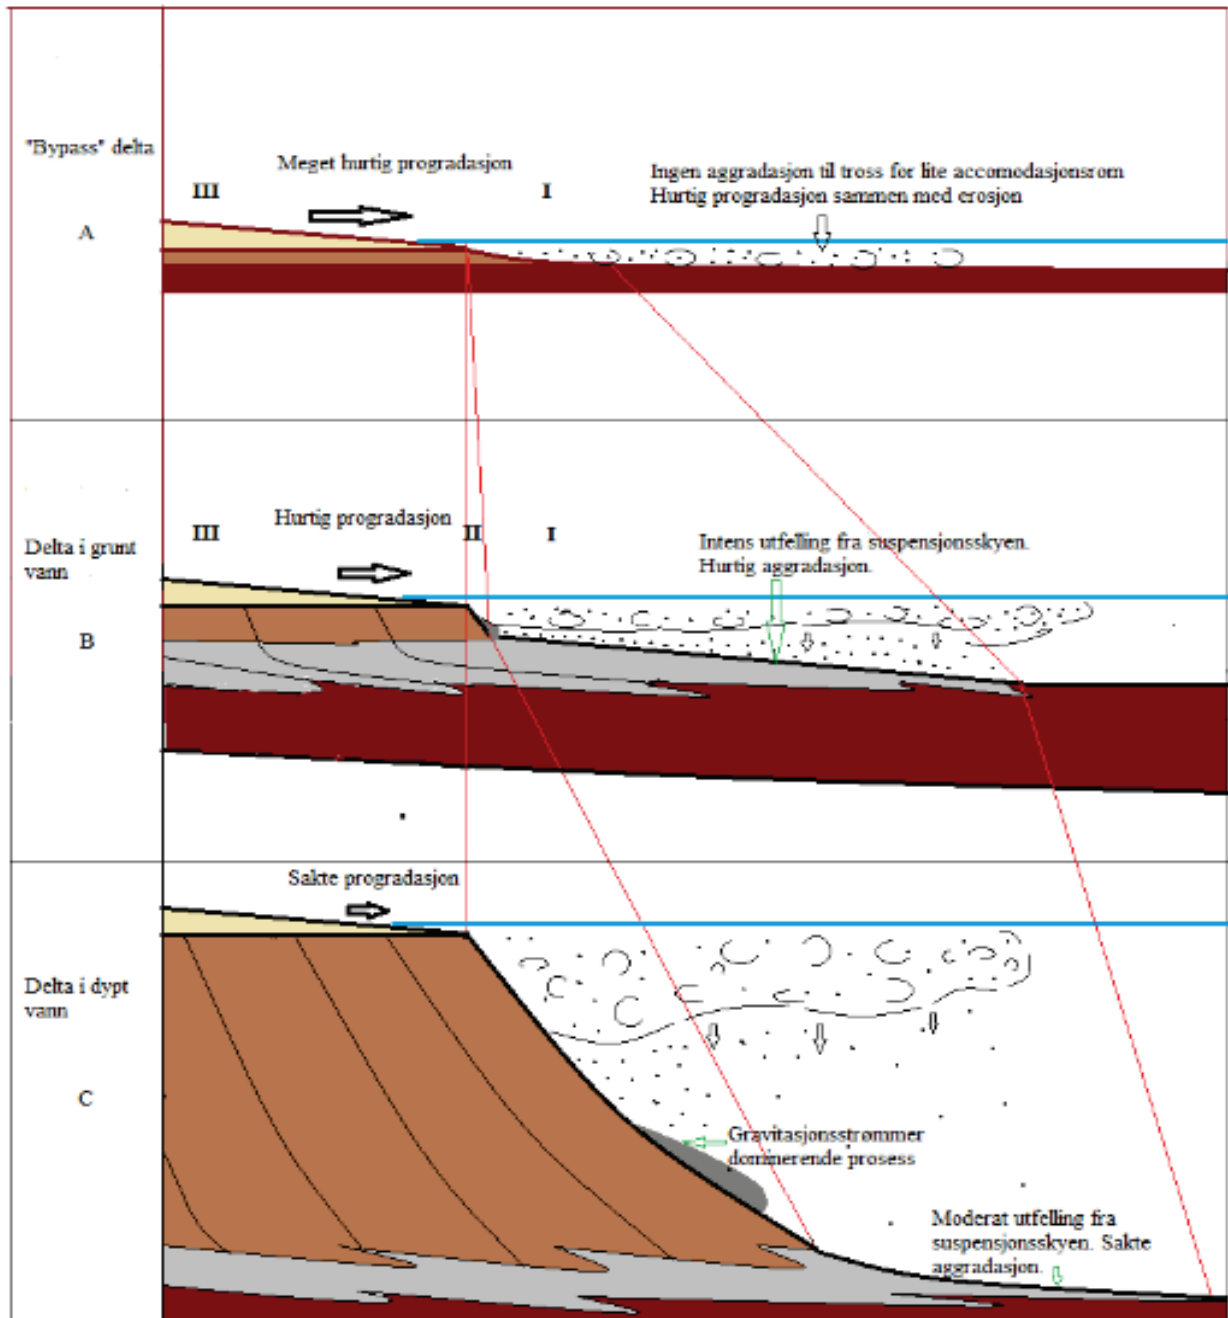 "Bypass" delta
A
Meget hurtig progradasjon
III
I
Ingen aggradasjon til tross for lite accomodasjonsrom
Hurtig progradasjon sammen med erosjon
Delta i grunt
vann
B
Hurtig progradasjon
III
II
I
Intens utfelling fra suspensjonsskyen.
Hurtig aggradasjon.
Sakte progradasjon
Delta i dypt
vann
C
Gravitasjonsstrømmer
dominerende prosess
Moderat utfelling fra
suspensjonsskyen. Sakte
aggradasjon.